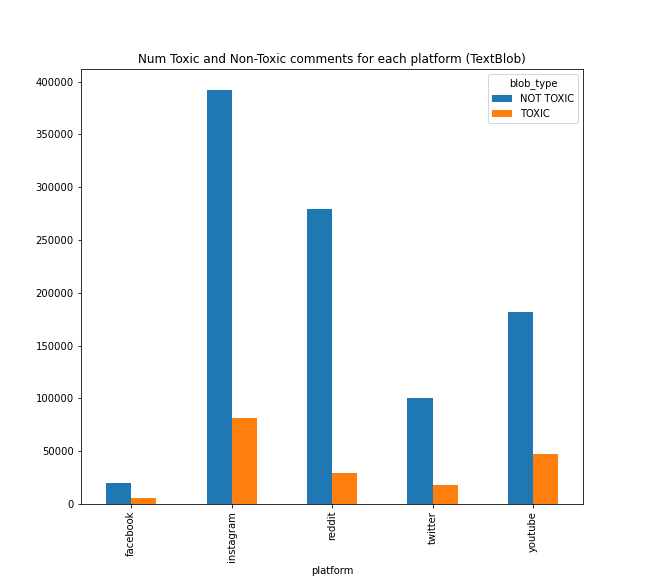 Num Toxic and Non-Toxic comments for each platform (TextBlob)
blob_type
NOT TOXIC
TOXIC
400000
350000
300000
250000
200000
150000
100000
50000
0
facebook
instagram
reddit
twitter
youtube
platform